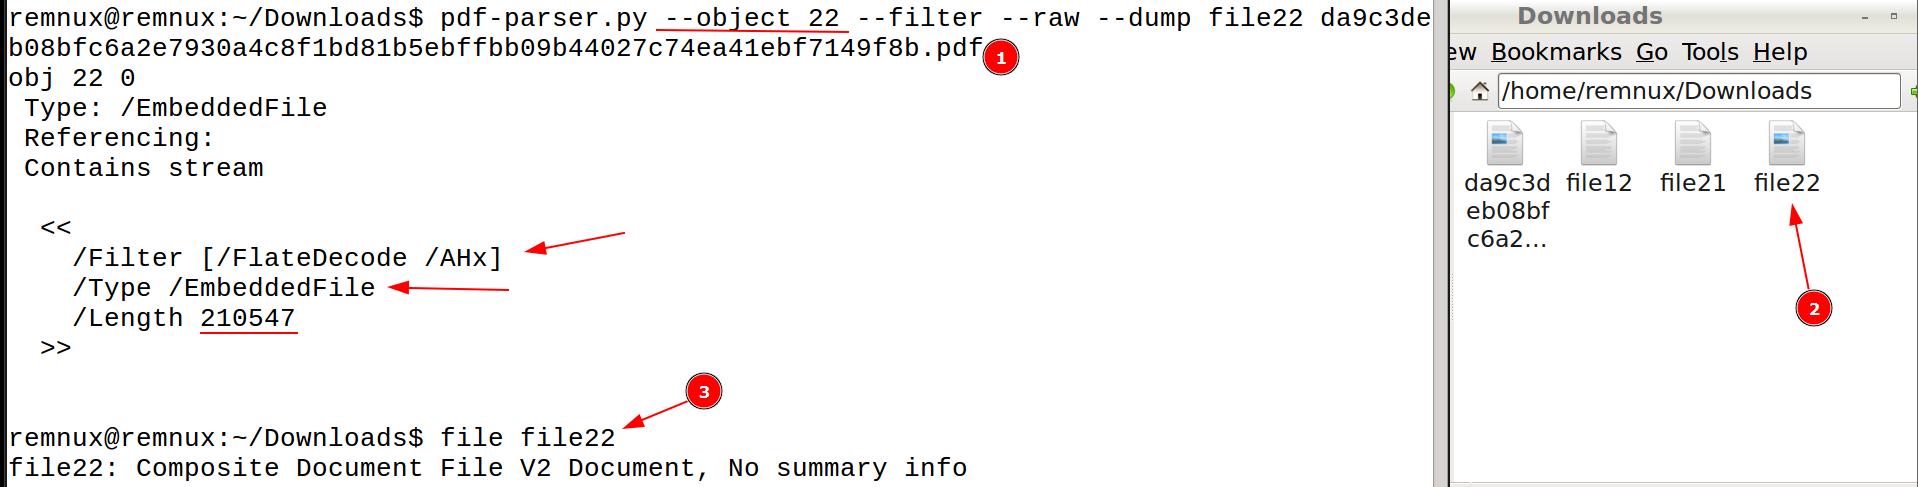 remnux@remnux:~/Downloads$ pdf-parser.py --object 22 --filter --raw --dump file22 da9c3de
b08bfc6a2e7930a4c8f1bd81b5ebffbb09b44027c74ea41ebf7149f8b.pdf
1
obj 22 0
Type: /EmbeddedFile
Referencing:
Contains stream
<<
/Filter [/FlateDecode /AHx]
/Type /EmbeddedFile
/Length 210547
>>
3
remnux@remnux:~/Downloads$ file file22
file22: Composite Document File V2 Document, No summary info
Downloads
ew Bookmarks Go Tools Help
/home/remnux/Downloads
da9c3d
eb08bf
c6a2...
file12
file21
file22
2